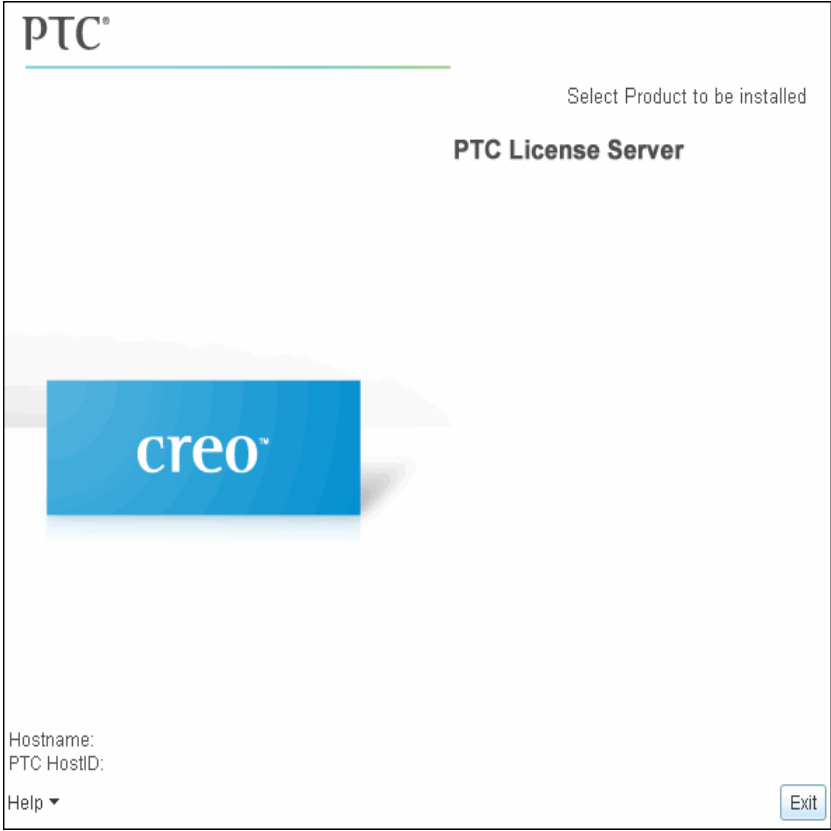 PTC®
Select Product to be installed
PTC License Server
creo™
Hostname:
PTC HostID:
Help
Exit